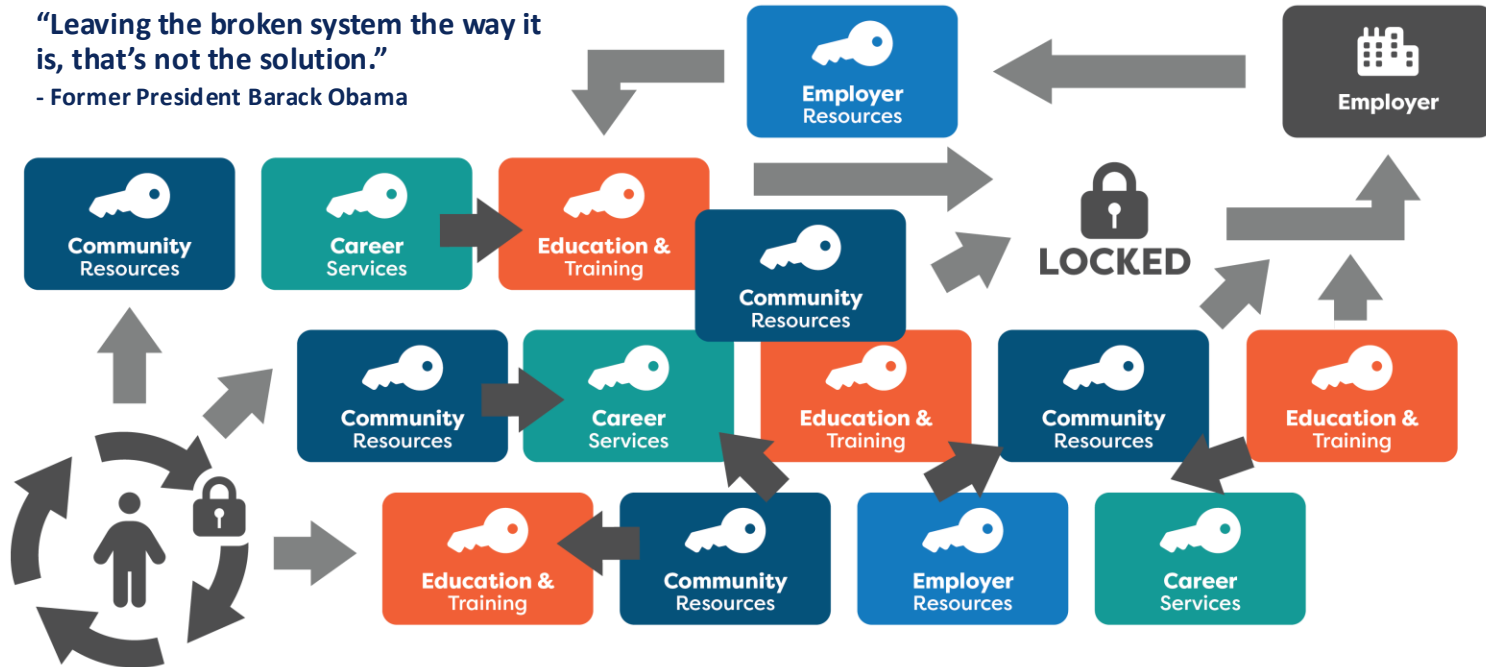 “Leaving the broken system the way it
is, that’s not the solution.”
- Former President Barack Obama
Employer
Resources
Employer
Community
Resources
Career
Services
Education &
Training
Community
Resources
LOCKED
Community
Resources
Career
Services
Education &
Training
Community
Resources
Education &
Training
Education &
Training
Community
Resources
Employer
Resources
Career
Services